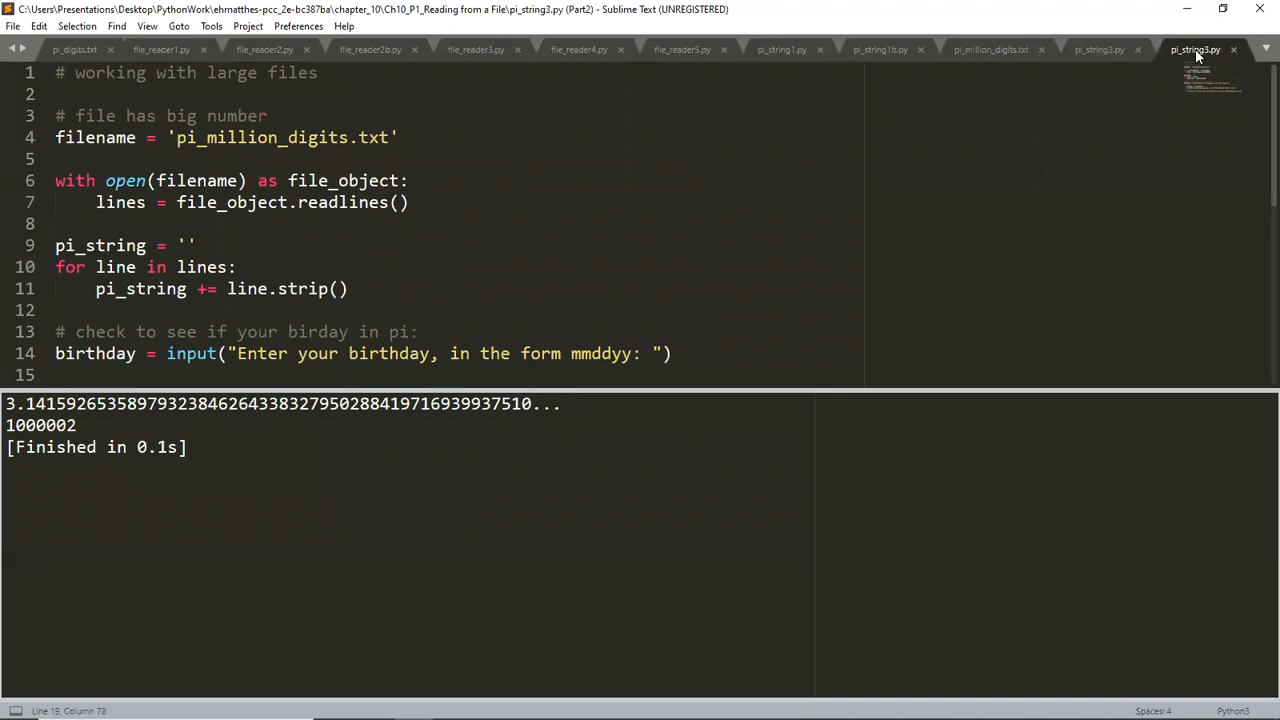 C:\Users\Presentations\Desktop\PythonWork\ehmatthes-pcc_2e-bc387ba\chapter_10\Ch10_P1_Reading from a File\pi_string3.py (Part2) - Sublime Text (UNREGISTERED)
File Edit Selection Find View Goto Tools Project Preferences Help
pi_digits.txt file_reader1.py file_reader2.py file_reader2b.py file_reader3.py file_reader4.py file_reader5.py pi_string1.py pi_string1b.py pi_million_digits.txt pi_string2.py pi_string3.py
1 # working with large files
2
3 # file has big number
4 filename = 'pi_million_digits.txt'
5
6 with open(filename) as file_object:
7 lines = file_object.readlines()
8
9 pi_string = ''
10 for line in lines:
11 pi_string += line.strip()
12
13 # check to see if your birday in pi:
14 birthday = input("Enter your birthday, in the form mmddyy: ")
15
3.14159265358979323846264338327950288419716939937510...
1000002
[Finished in 0.1s]
Line 19, Column 78 Spaces: 4 Python3